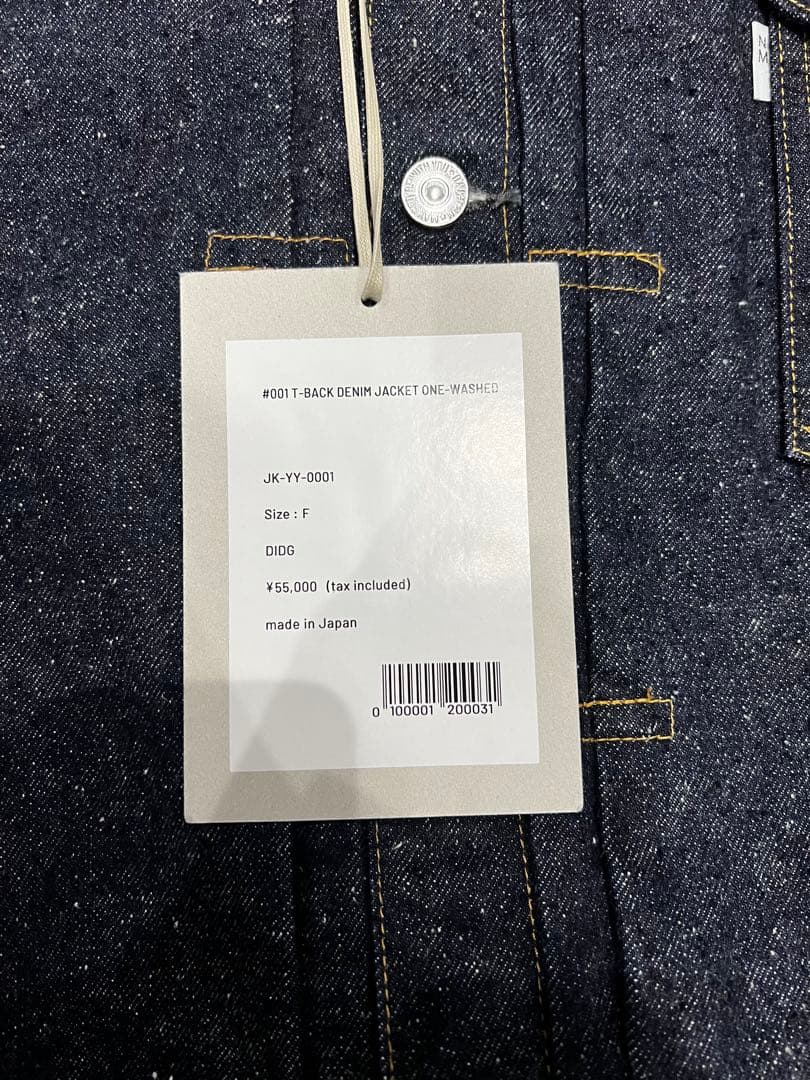 #001 T-BACK DENIM JACKET ONE-WASHED
JK-YY-0001
Size : F
DIDG
¥55,000 (tax included)
made in Japan
0 100001 200031
N
M